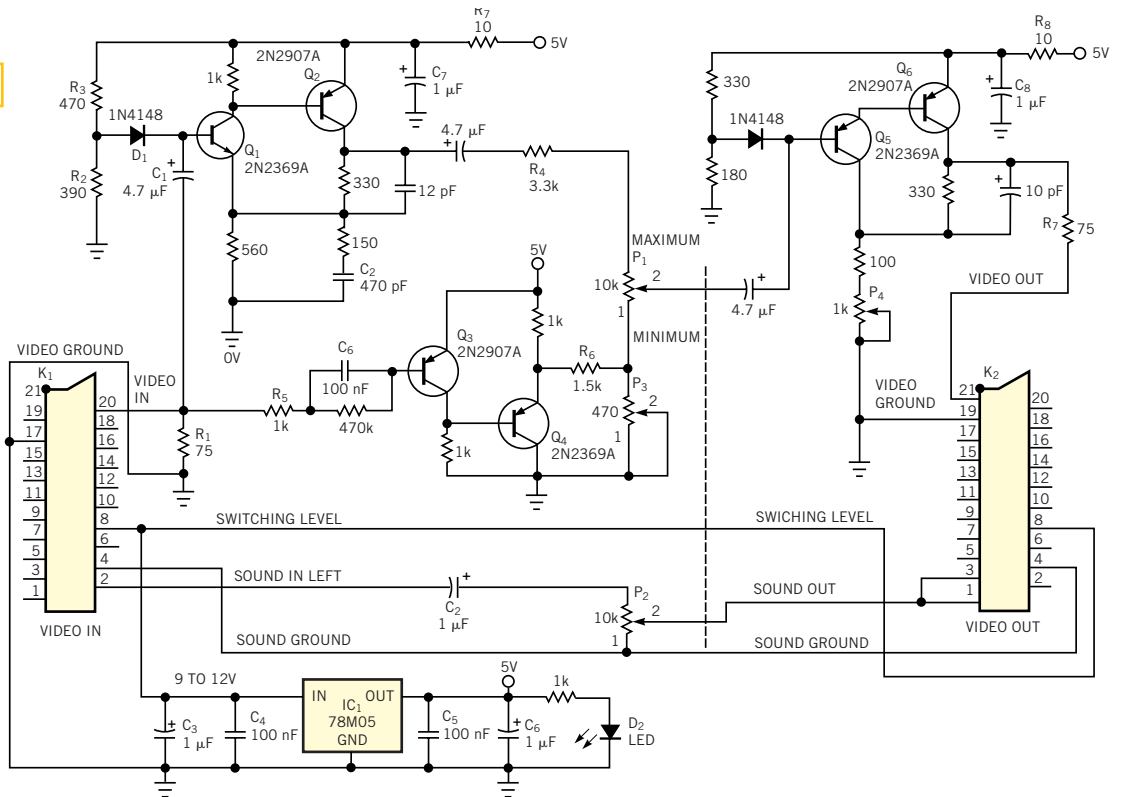 R7
10
5V
R8
10
5V
2N2907A
1k
Q2
+
C7
1 μF
R3
470
1N4148
D1
Q1
2N2369A
C1
+
4.7 μF
R2
390
4.7 μF
+
R4
3.3k
330
12 pF
560
150
C2
470 pF
0V
330
Q6
2N2907A
+
C8
1 μF
1N4148
Q5
2N2369A
180
330
+
10 pF
R7
75
MAXIMUM
P1
10k
2
1
+
4.7 μF
100
P4
1k
VIDEO OUT
MINIMUM
5V
1k
Q3
2N2907A
C6
100 nF
R5
1k
470k
1k
Q4
2N2369A
R6
1.5k
P3
470
2
1
VIDEO GROUND
K1
VIDEO
IN
R1
75
21
19
17
15
13
11
9
7
5
3
1
20
18
16
14
12
10
8
6
4
2
VIDEO IN
VIDEO
GROUND
K2
21
19
17
15
13
11
9
7
5
3
1
20
18
16
14
12
10
8
6
4
2
VIDEO OUT
SWITCHING LEVEL
SWICHING LEVEL
SOUND IN LEFT
+
C2
1 μF
P2
10k
2
1
SOUND OUT
SOUND GROUND
SOUND GROUND
9 TO 12V
+
C3
1 μF
C4
100 nF
IN
OUT
IC1
78M05
GND
C5
100 nF
5V
+
C6
1 μF
1k
D2
LED